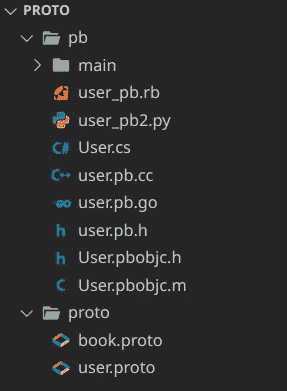 PROTO
pb
main
user_pb.rb
user_pb2.py
C# User.cs
C++ user.pb.cc
GO user.pb.go
h user.pb.h
h User.pbobjc.h
C User.pbobjc.m
proto
book.proto
user.proto